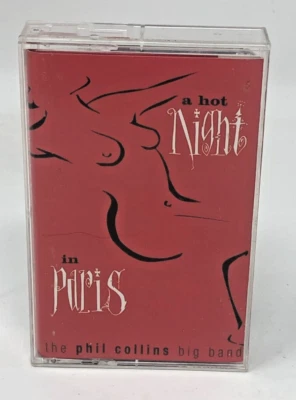 a hot
Night
in
Paris
the phil collins big band